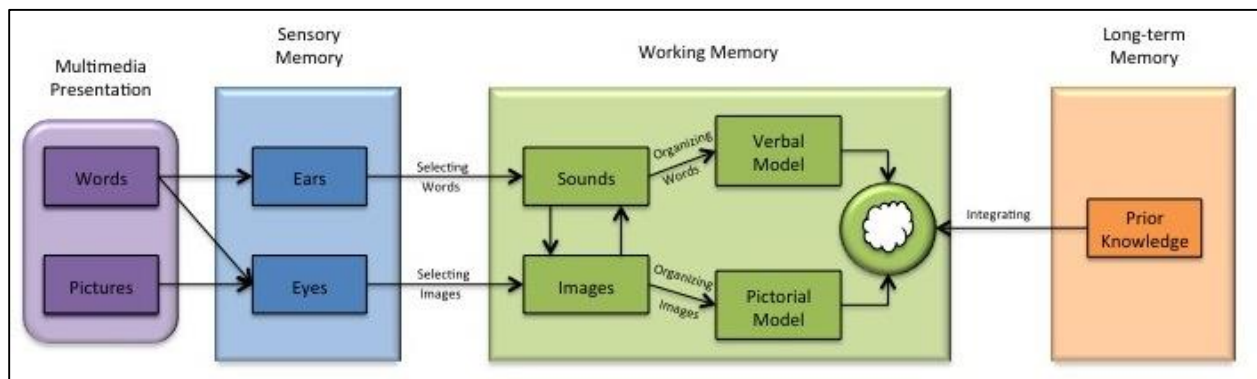 Multimedia
Presentation
Words
Pictures
Sensory
Memory
Ears
Eyes
Selecting
Words
Selecting
Images
Working Memory
Sounds
Images
Organizing
Words
Organizing
Images
Verbal
Model
Pictorial
Model
Integrating
Long-term
Memory
Prior
Knowledge